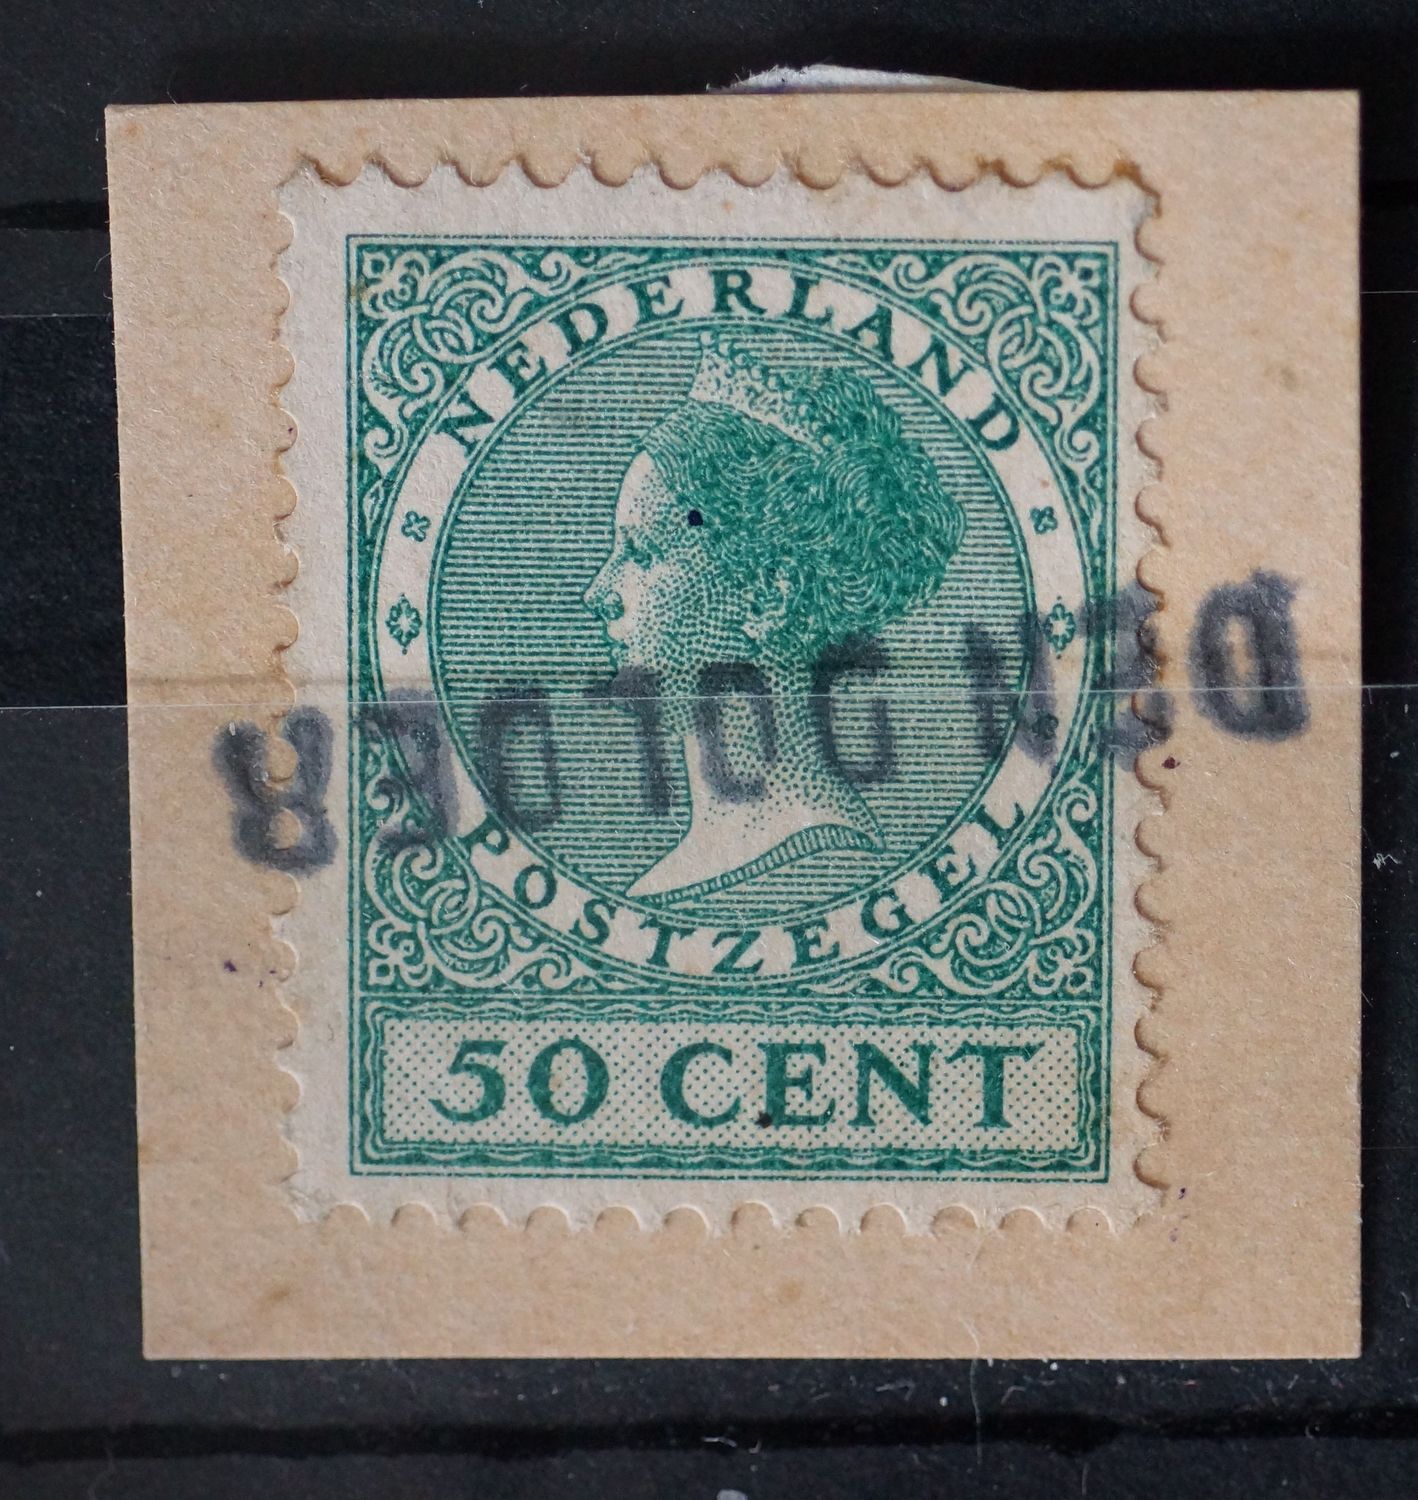 NEDERLAND
DEN DOLDER
POSTZEGEL
50 CENT